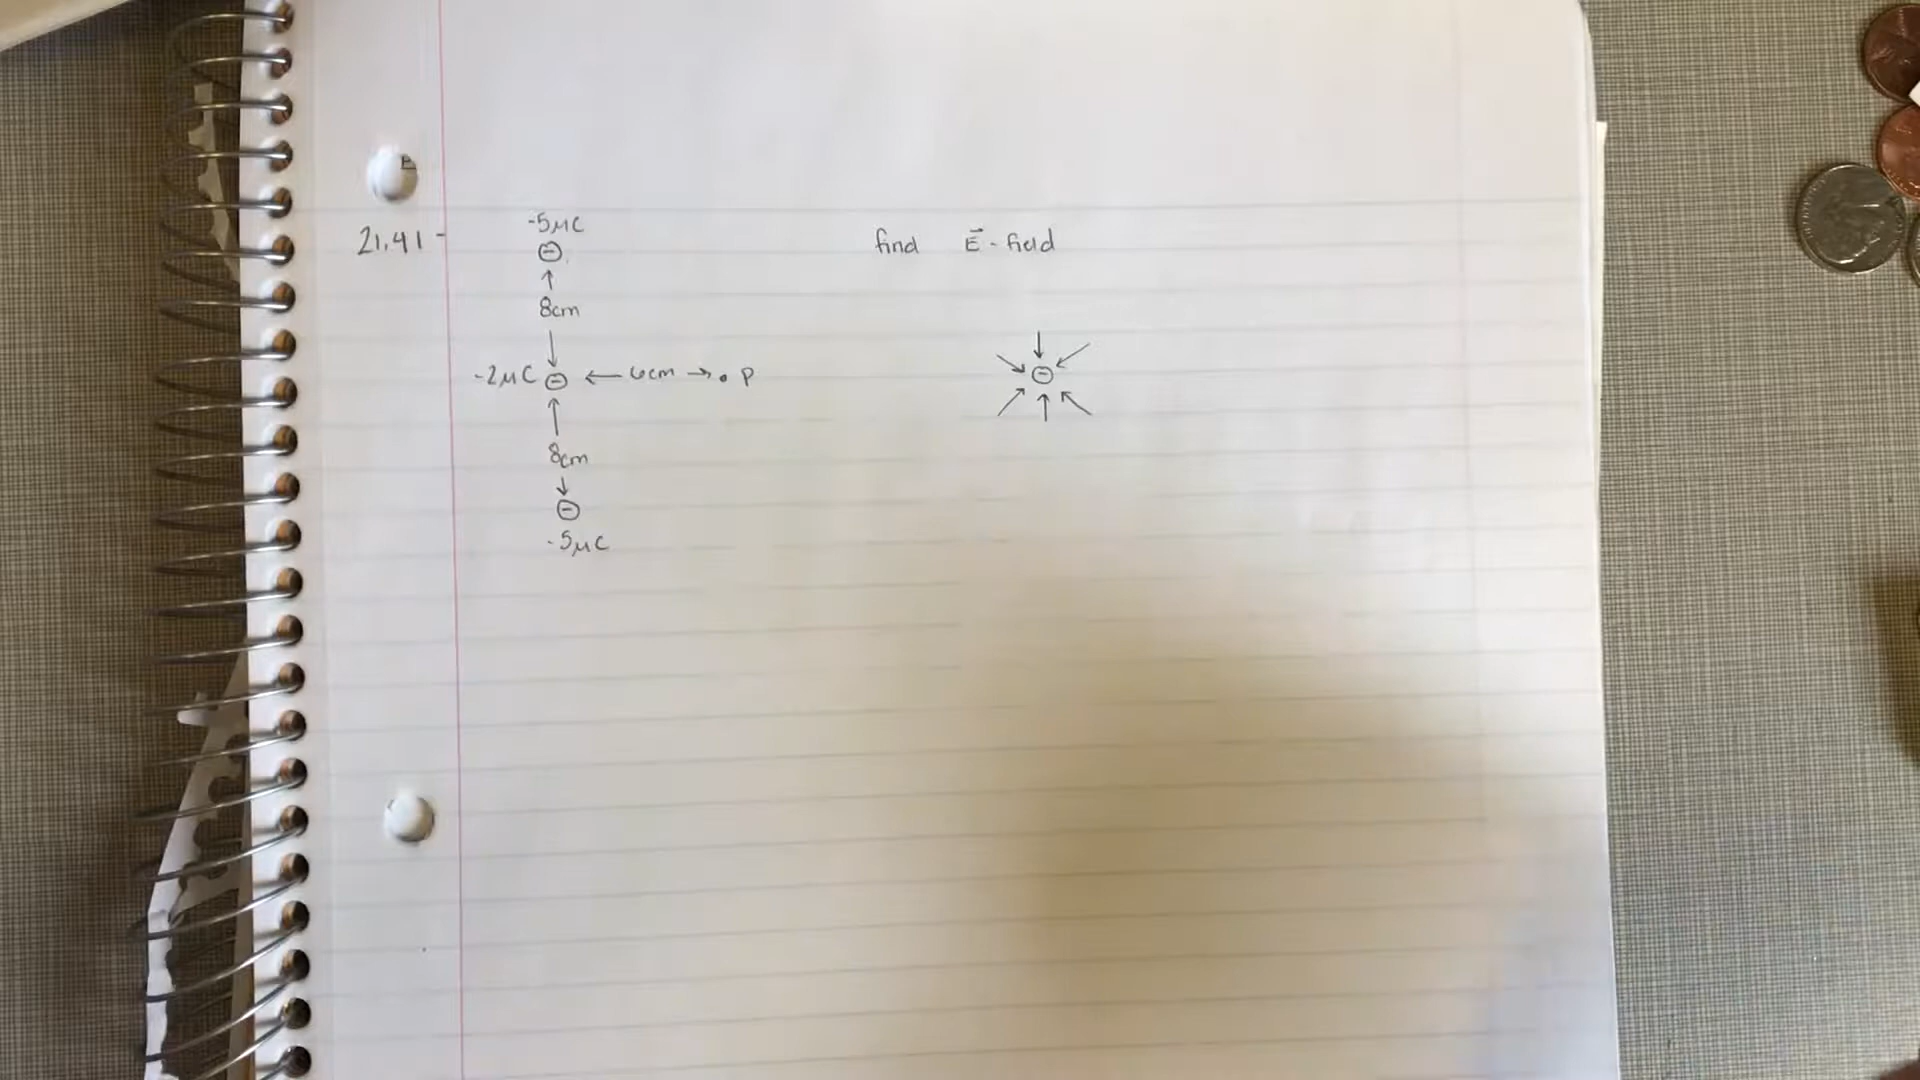 21.41 -
-5μC
find E⃗ - field
⊖
↑
8cm
↓
-2μC ⊖ ← 6cm → . P
⊖
↑
8cm
↓
⊖
-5μC